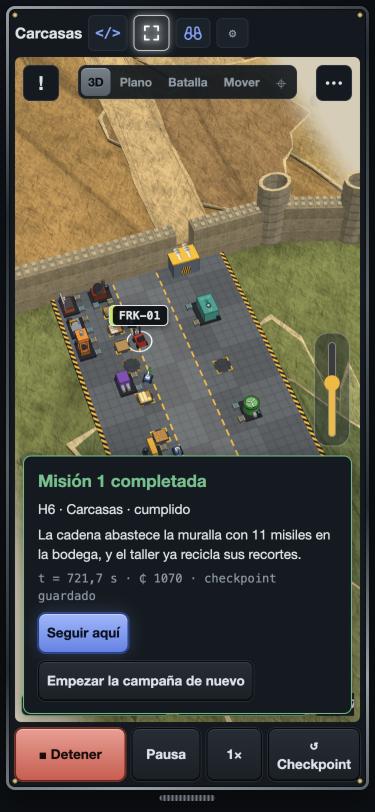 Carcasas </>
! 3D Plano Batalla Mover ...
FRK-01
Misión 1 completada
H6 · Carcasas · cumplido
La cadena abastece la muralla con 11 misiles en
la bodega, y el taller ya recicla sus recortes.
t = 721,7 s · ₵ 1070 · checkpoint
guardado
Seguir aquí
Empezar la campaña de nuevo
■ Detener Pausa 1× ↺
Checkpoint